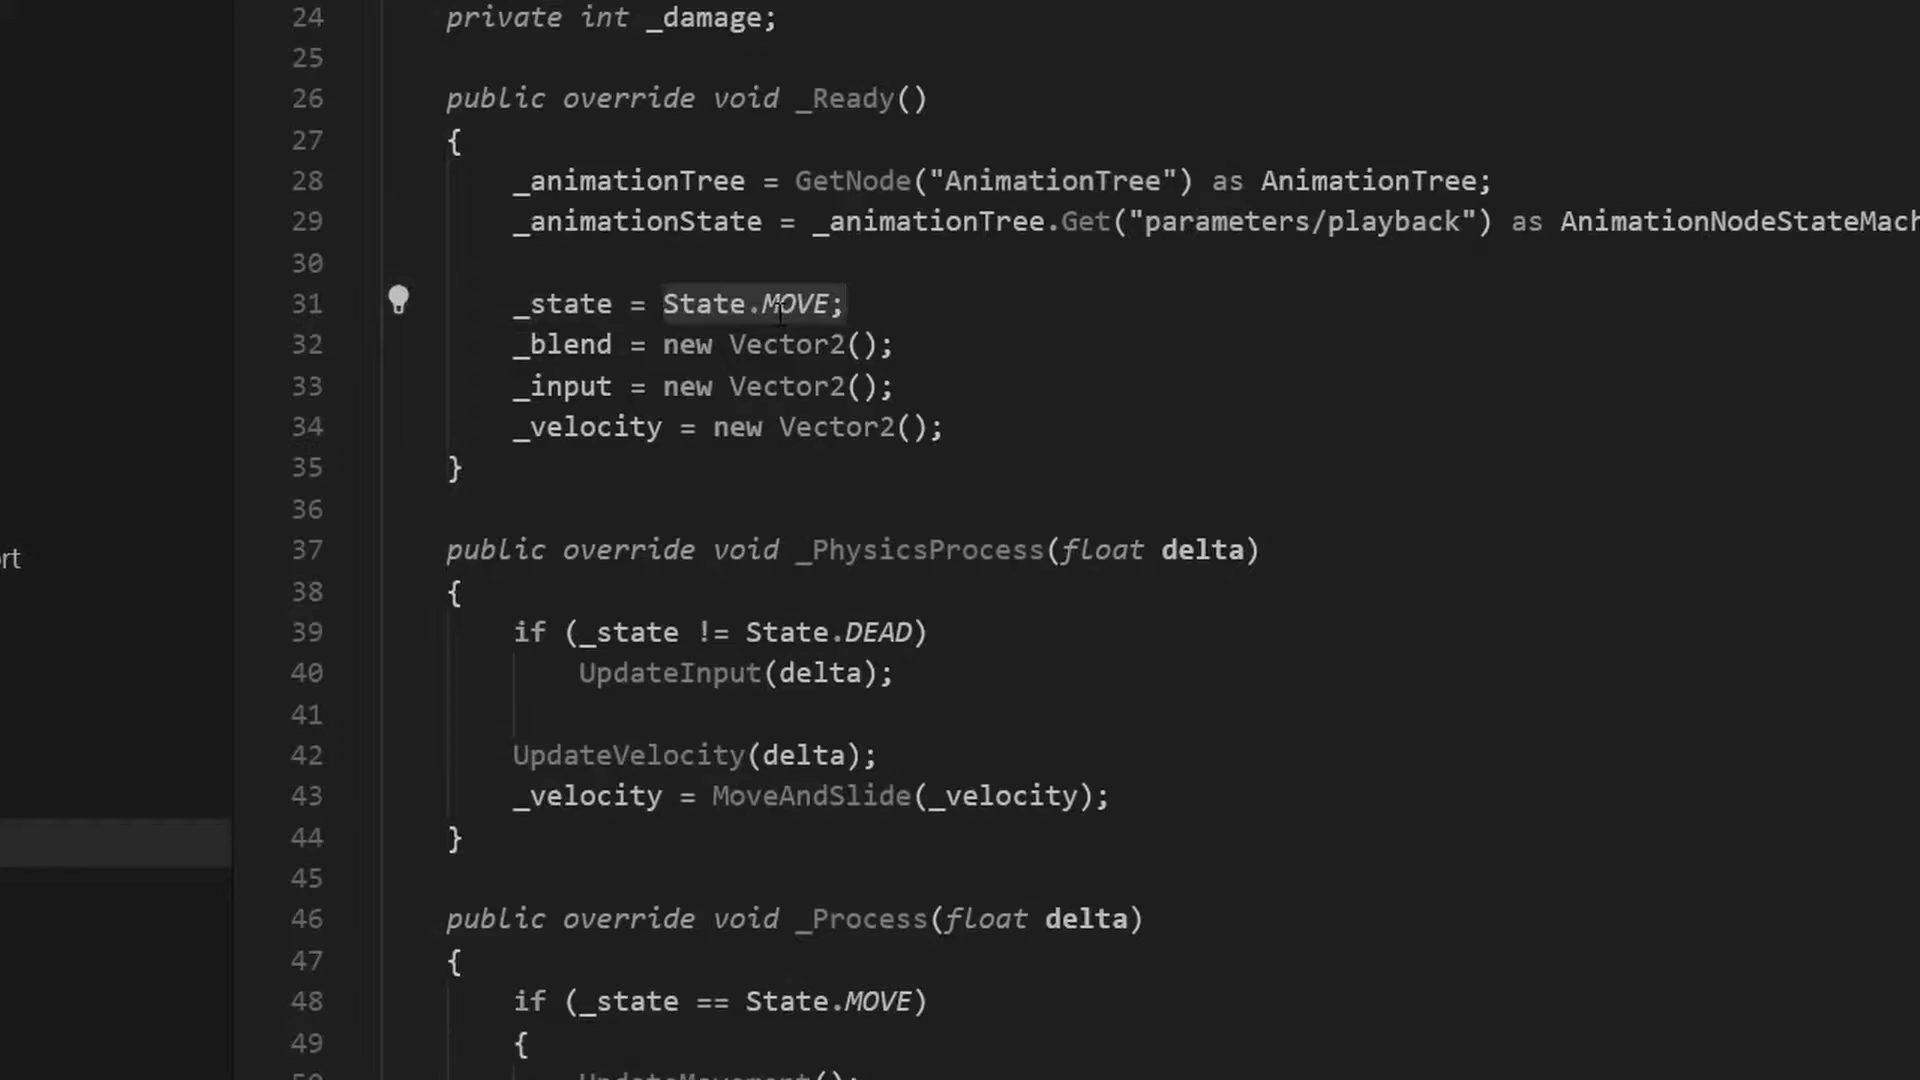 24 private int _damage;
25
26 public override void _Ready()
27 {
28 _animationTree = GetNode("AnimationTree") as AnimationTree;
29 _animationState = _animationTree.Get("parameters/playback") as AnimationNodeStateMach
30
31 _state = State.MOVE;
32 _blend = new Vector2();
33 _input = new Vector2();
34 _velocity = new Vector2();
35 }
36
37 public override void _PhysicsProcess(float delta)
rt
38 {
39 if (_state != State.DEAD)
40 UpdateInput(delta);
41
42 UpdateVelocity(delta);
43 _velocity = MoveAndSlide(_velocity);
44 }
45
46 public override void _Process(float delta)
47 {
48 if (_state == State.MOVE)
49 {